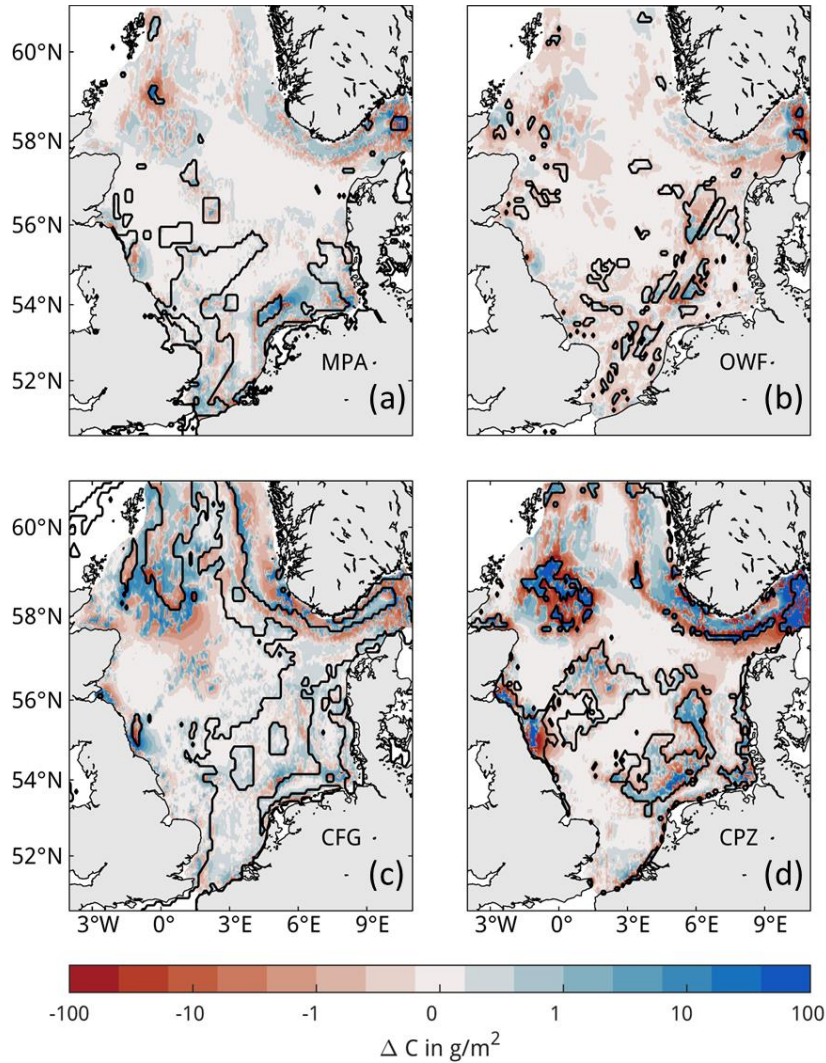 60°N
58°N
56°N
54°N
52°N
MPA
(a)
OWF
(b)
60°N
58°N
56°N
54°N
52°N
CFG
(c)
CPZ
(d)
3°W 0° 3°E 6°E 9°E
3°W 0° 3°E 6°E 9°E
-100 -10 -1 0 1 10 100
Δ C in g/m²